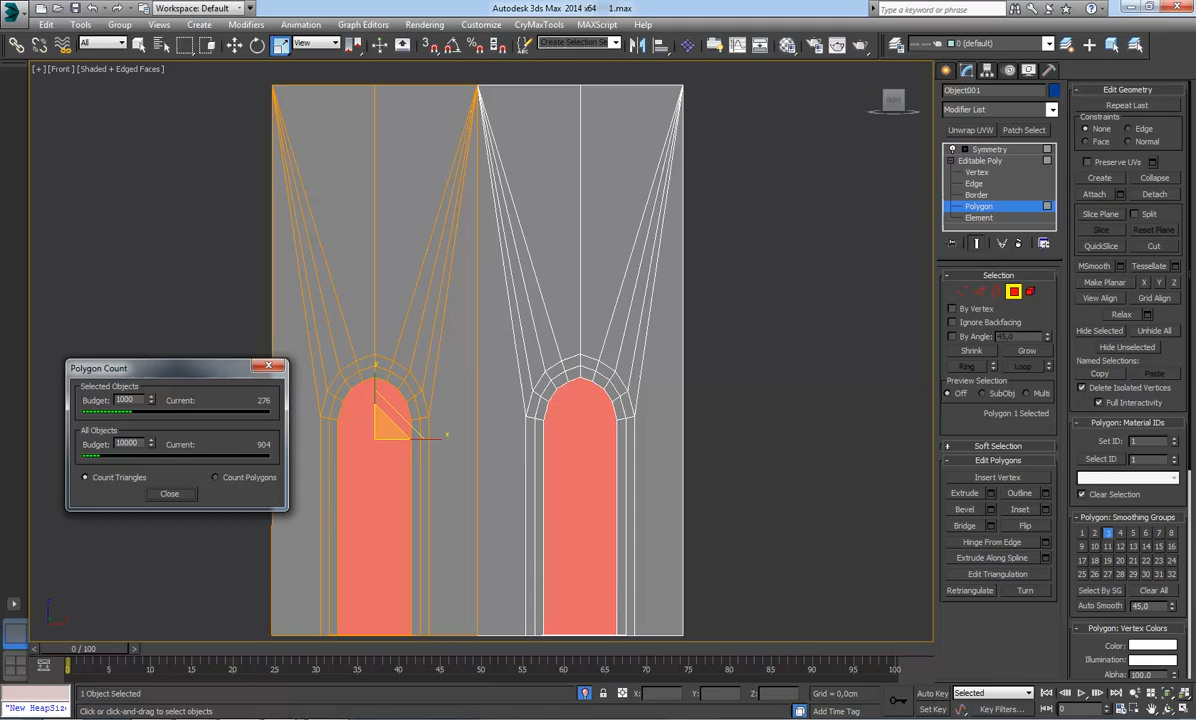 Workspace: Default
Autodesk 3ds Max 2014 x64 1.max
Type a keyword or phrase
Edit Tools Group Views Create Modifiers Animation Graph Editors Rendering Customize CryMaxTools MAXScript Help
All
View
Create Selection Se
0 (default)
[+] [Front] [Shaded + Edged Faces]
FRONT
Object001
Modifier List
Unwrap UVW Patch Select
Symmetry
Editable Poly
Vertex
Edge
Border
Polygon
Element
Selection
By Vertex
Ignore Backfacing
By Angle: 45,0
Shrink Grow
Ring Loop
Preview Selection
Off SubObj Multi
Polygon 1 Selected
Soft Selection
Edit Polygons
Insert Vertex
Extrude Outline
Bevel Inset
Bridge Flip
Hinge From Edge
Extrude Along Spline
Edit Triangulation
Retriangulate Turn
Edit Geometry
Repeat Last
Constraints
None Edge
Face Normal
Preserve UVs
Create Collapse
Attach Detach
Slice Plane Split
Slice Reset Plane
QuickSlice Cut
MSmooth Tessellate
Make Planar X Y Z
View Align Grid Align
Relax
Hide Selected Unhide All
Hide Unselected
Named Selections:
Copy Paste
Delete Isolated Vertices
Full Interactivity
Polygon: Material IDs
Set ID: 1
Select ID 1
Clear Selection
Polygon: Smoothing Groups
1 2 3 4 5 6 7 8
9 10 11 12 13 14 15 16
17 18 19 20 21 22 23 24
25 26 27 28 29 30 31 32
Select By SG Clear All
Auto Smooth 45,0
Polygon: Vertex Colors
Color:
Illumination:
Alpha: 100.0
Polygon Count
Selected Objects
Budget: 1000 Current: 276
All Objects
Budget: 10000 Current: 904
Count Triangles Count Polygons
Close
y
x
z
0 / 100
0 5 10 15 20 25 30 35 40 45 50 55 60 65 70 75 80 85 90 95 100
1 Object Selected X: Y: Z: Grid = 0,0cm Auto Key Selected
"New HeapSize Click or click-and-drag to select objects Add Time Tag Set Key Key Filters... 0